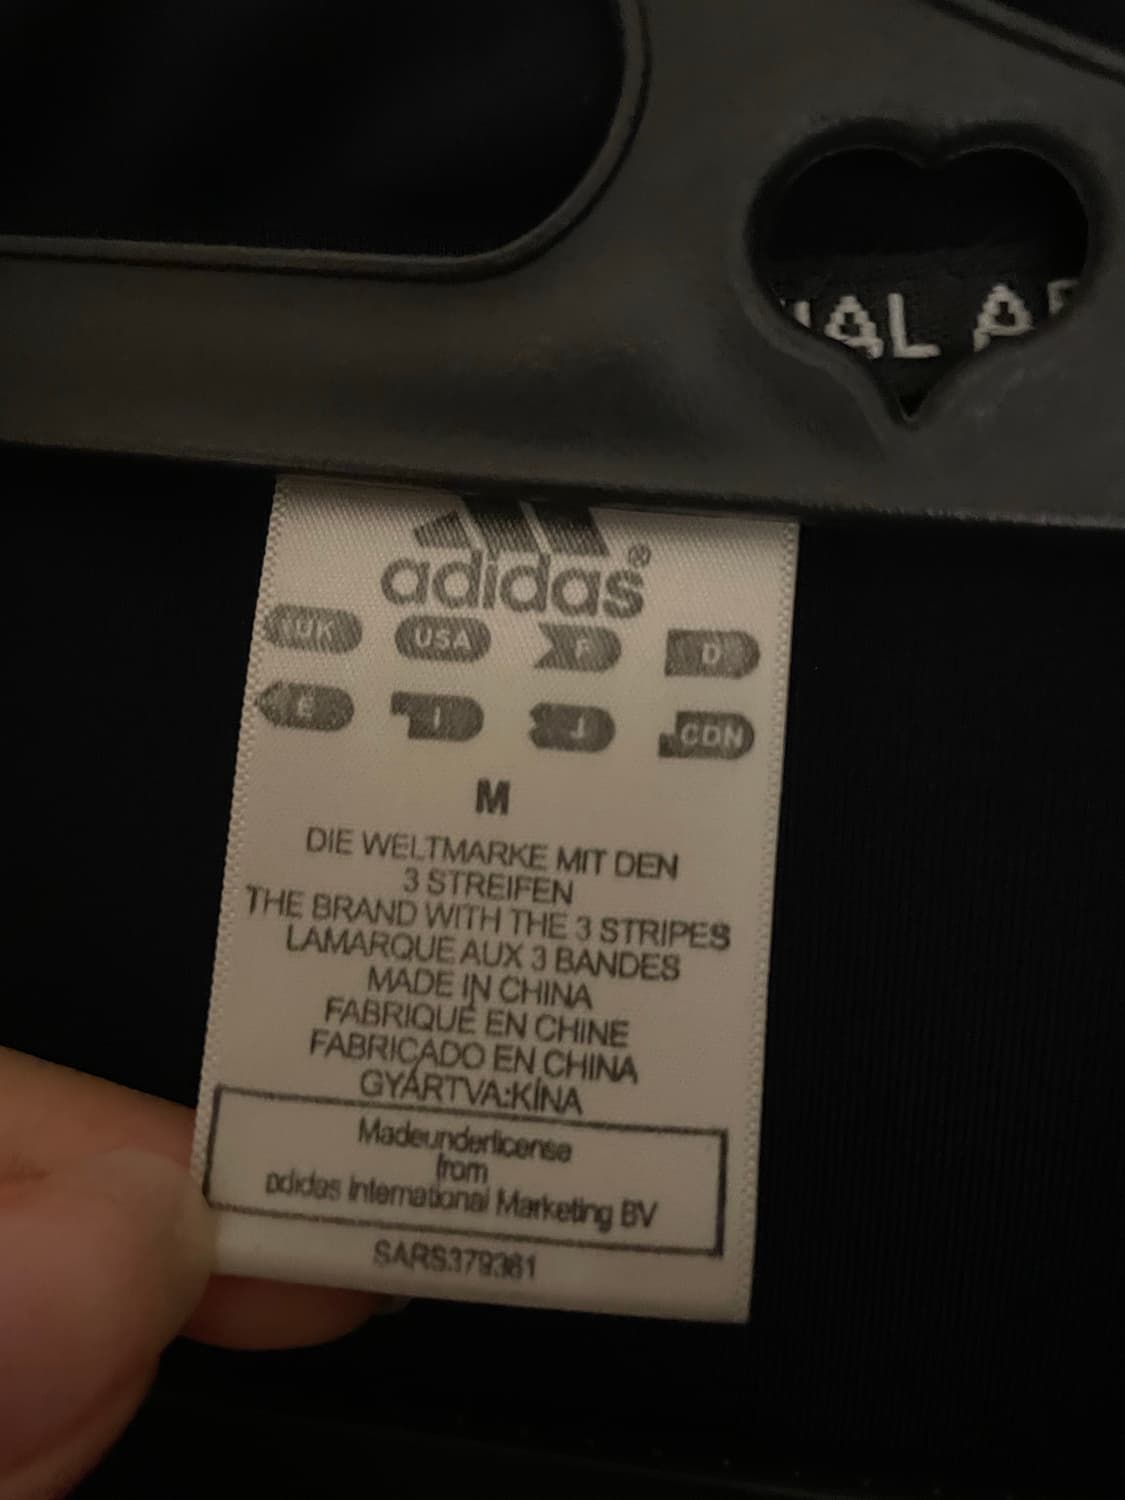 AL A
adidas®
UK USA F D
E I J CDN
M
DIE WELTMARKE MIT DEN
3 STREIFEN
THE BRAND WITH THE 3 STRIPES
LAMARQUE AUX 3 BANDES
MADE IN CHINA
FABRIQUÉ EN CHINE
FABRICADO EN CHINA
GYÁRTVA:KÍNA
Madeunderlicense
from
adidas International Marketing BV
SARS379361